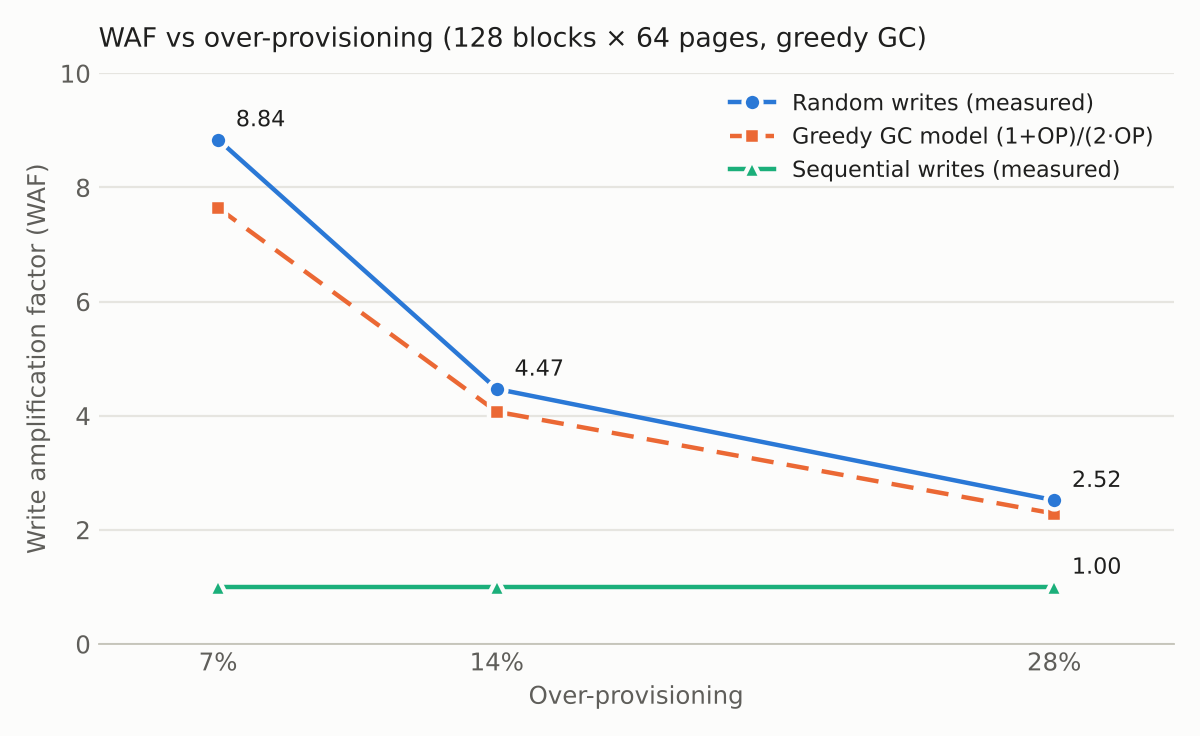 WAF vs over-provisioning (128 blocks × 64 pages, greedy GC)
Write amplification factor (WAF)
10
8
6
4
2
0
Random writes (measured)
Greedy GC model (1+OP)/(2·OP)
Sequential writes (measured)
8.84
4.47
2.52
1.00
7%
14%
28%
Over-provisioning